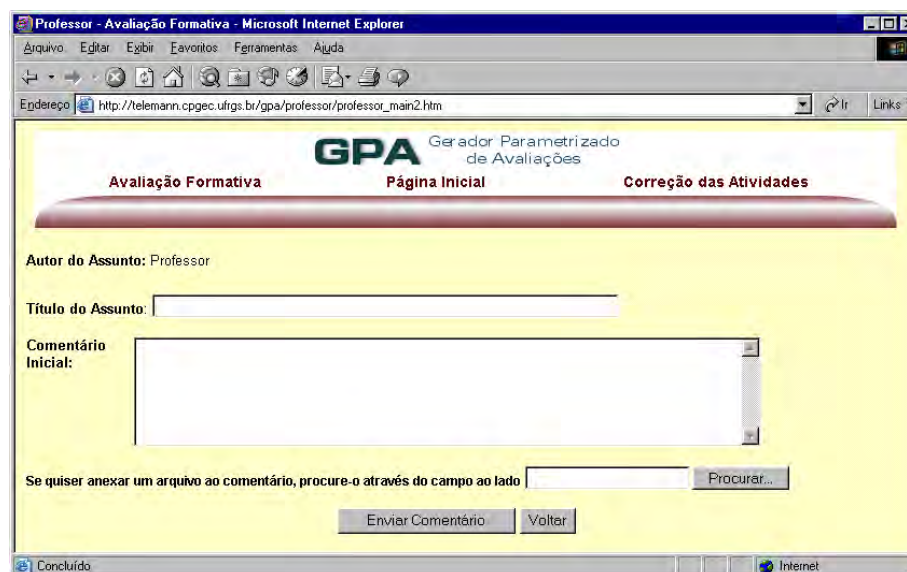 Professor - Avaliação Formativa - Microsoft Internet Explorer
Arquivo Editar Exibir Favoritos Ferramentas Ajuda
Endereço http://telemann.cpgec.ufrgs.br/gpa/professor/professor_main2.htm Ir Links
GPA Gerador Parametrizado
de Avaliações
Avaliação Formativa Página Inicial Correção das Atividades
Autor do Assunto: Professor
Título do Assunto:
Comentário
Inicial:
Se quiser anexar um arquivo ao comentário, procure-o através do campo ao lado Procurar...
Enviar Comentário Voltar
Concluído Internet